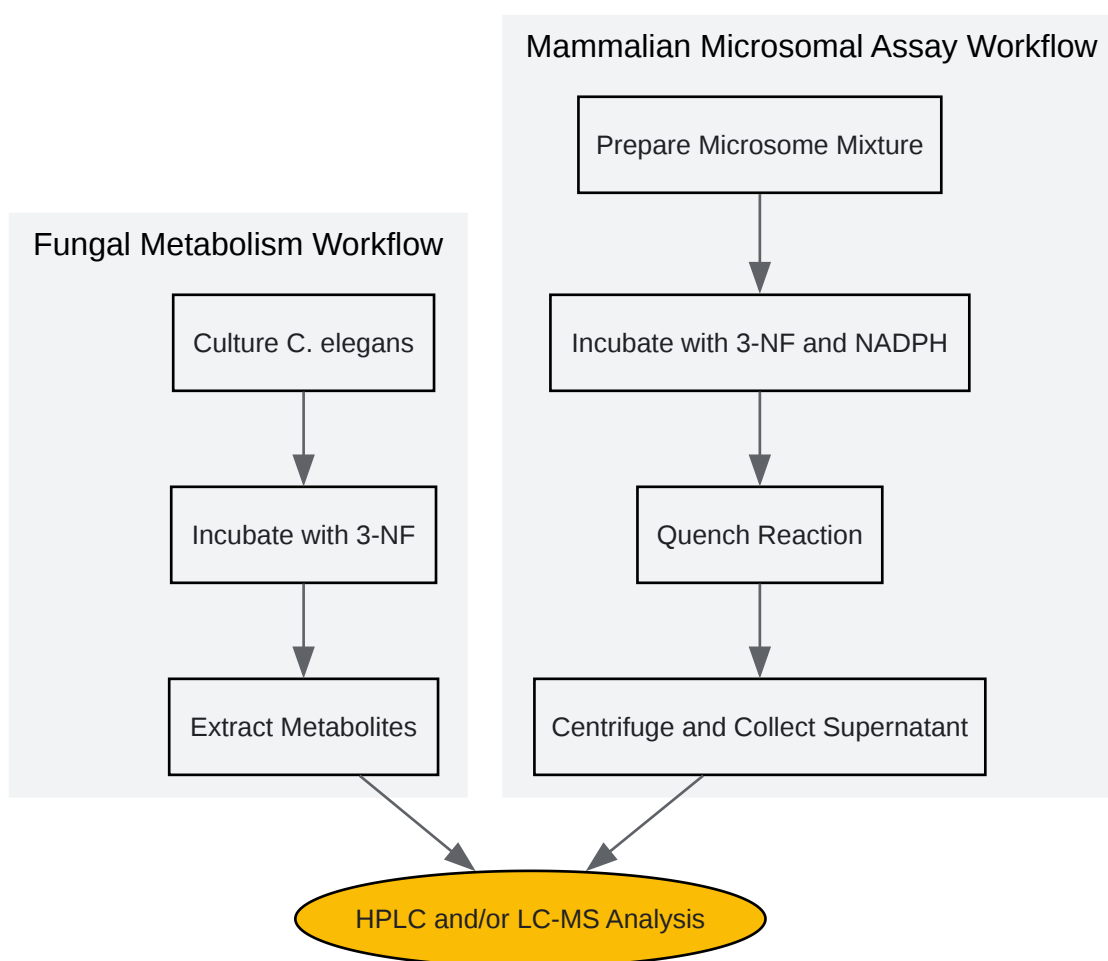 Fungal Metabolism Workflow
Culture C. elegans
Incubate with 3-NF
Extract Metabolites
Mammalian Microsomal Assay Workflow
Prepare Microsome Mixture
Incubate with 3-NF and NADPH
Quench Reaction
Centrifuge and Collect Supernatant
HPLC and/or LC-MS Analysis